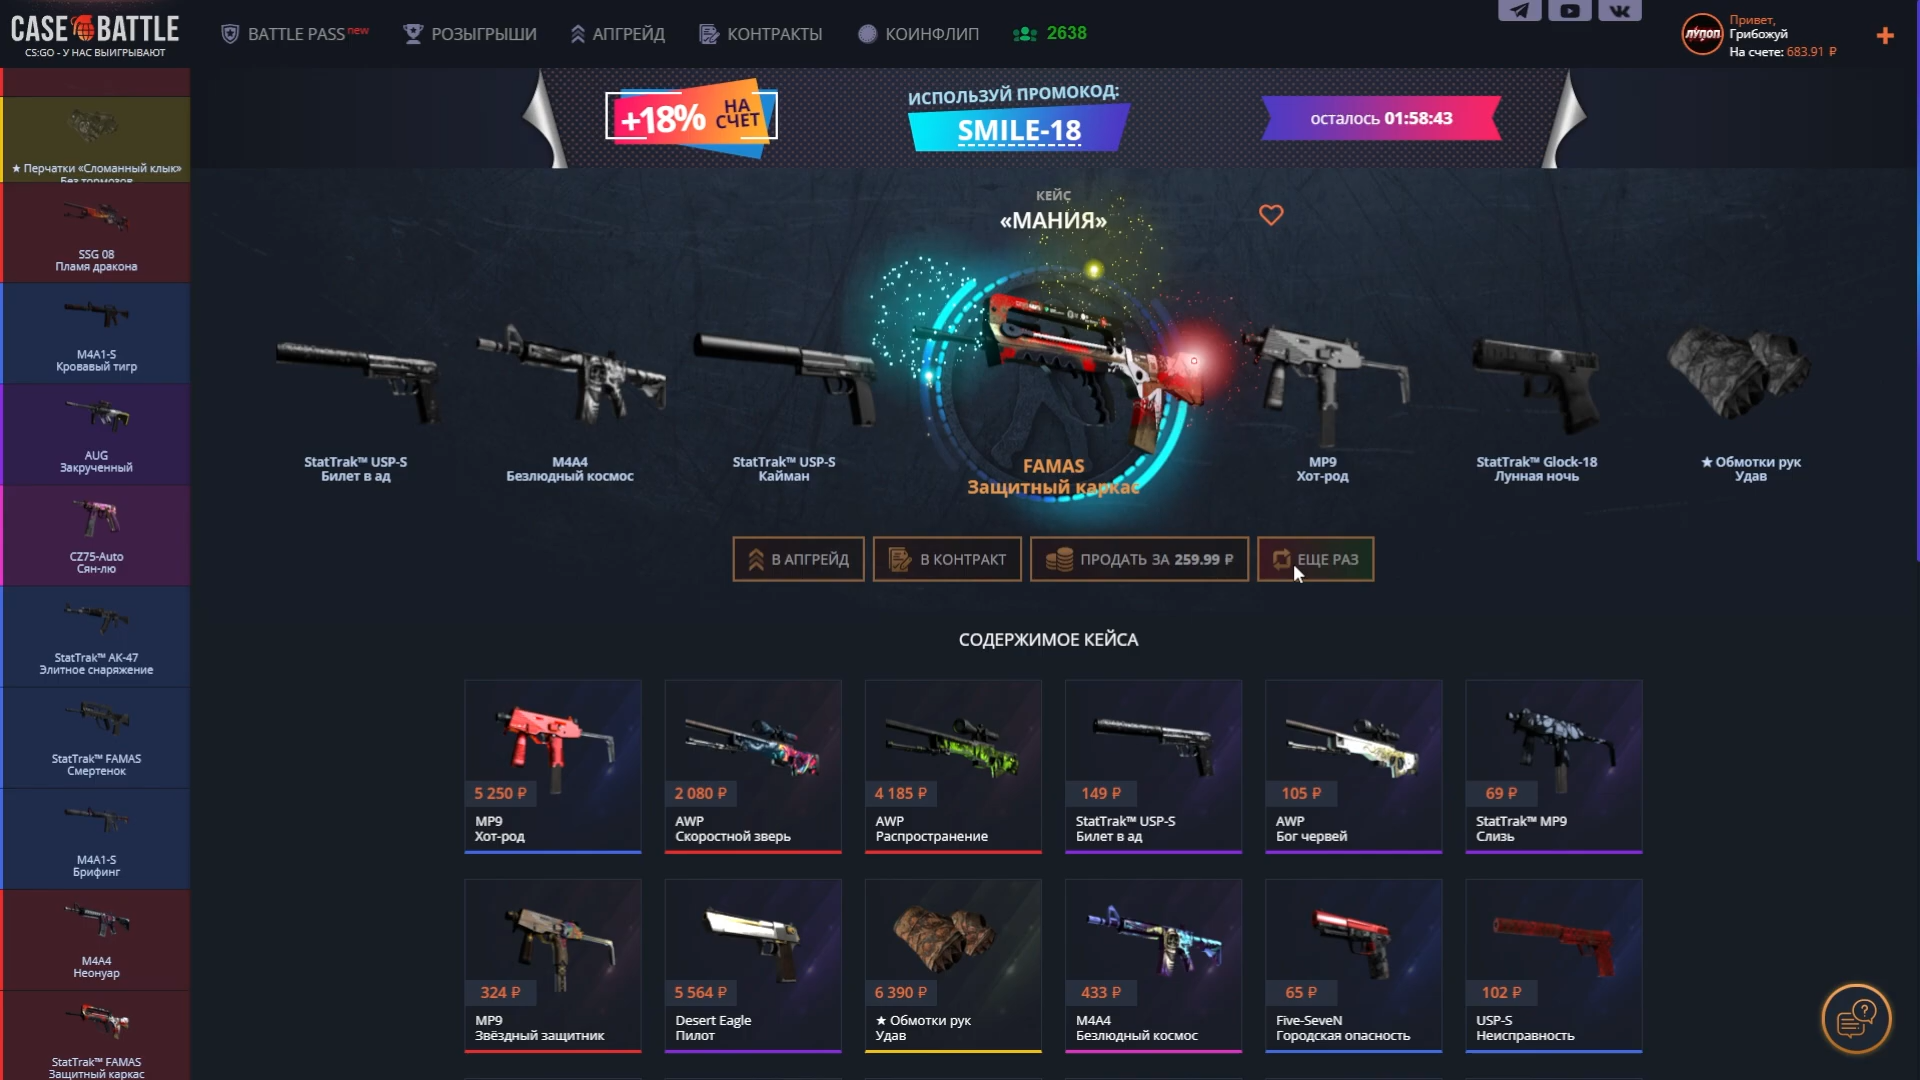 CASE BATTLE
CS:GO - У НАС ВЫИГРЫВАЮТ
BATTLE PASS new
РОЗЫГРЫШИ
АПГРЕЙД
КОНТРАКТЫ
КОИНФЛИП
2638
Привет,
Грибожуй
На счете: 683.91 ₽
+18% НА СЧЕТ
ИСПОЛЬЗУЙ ПРОМОКОД:
SMILE-18
осталось 01:58:43
★ Перчатки «Сломанный клык»
Без тормозов
SSG 08
Пламя дракона
M4A1-S
Кровавый тигр
AUG
Закрученный
CZ75-Auto
Сян-лю
StatTrak™ AK-47
Элитное снаряжение
StatTrak™ FAMAS
Смертенок
M4A1-S
Брифинг
M4A4
Неонуар
StatTrak™ FAMAS
Защитный каркас
КЕЙС
«МАНИЯ»
StatTrak™ USP-S
Билет в ад
M4A4
Безлюдный космос
StatTrak™ USP-S
Кайман
FAMAS
Защитный каркас
MP9
Хот-род
StatTrak™ Glock-18
Лунная ночь
★ Обмотки рук
Удав
В АПГРЕЙД
В КОНТРАКТ
ПРОДАТЬ ЗА 259.99 ₽
ЕЩЕ РАЗ
СОДЕРЖИМОЕ КЕЙСА
5 250 ₽
MP9
Хот-род
2 080 ₽
AWP
Скоростной зверь
4 185 ₽
AWP
Распространение
149 ₽
StatTrak™ USP-S
Билет в ад
105 ₽
AWP
Бог червей
69 ₽
StatTrak™ MP9
Слизь
324 ₽
MP9
Звёздный защитник
5 564 ₽
Desert Eagle
Пилот
6 390 ₽
★ Обмотки рук
Удав
433 ₽
M4A4
Безлюдный космос
65 ₽
Five-SeveN
Городская опасность
102 ₽
USP-S
Неисправность